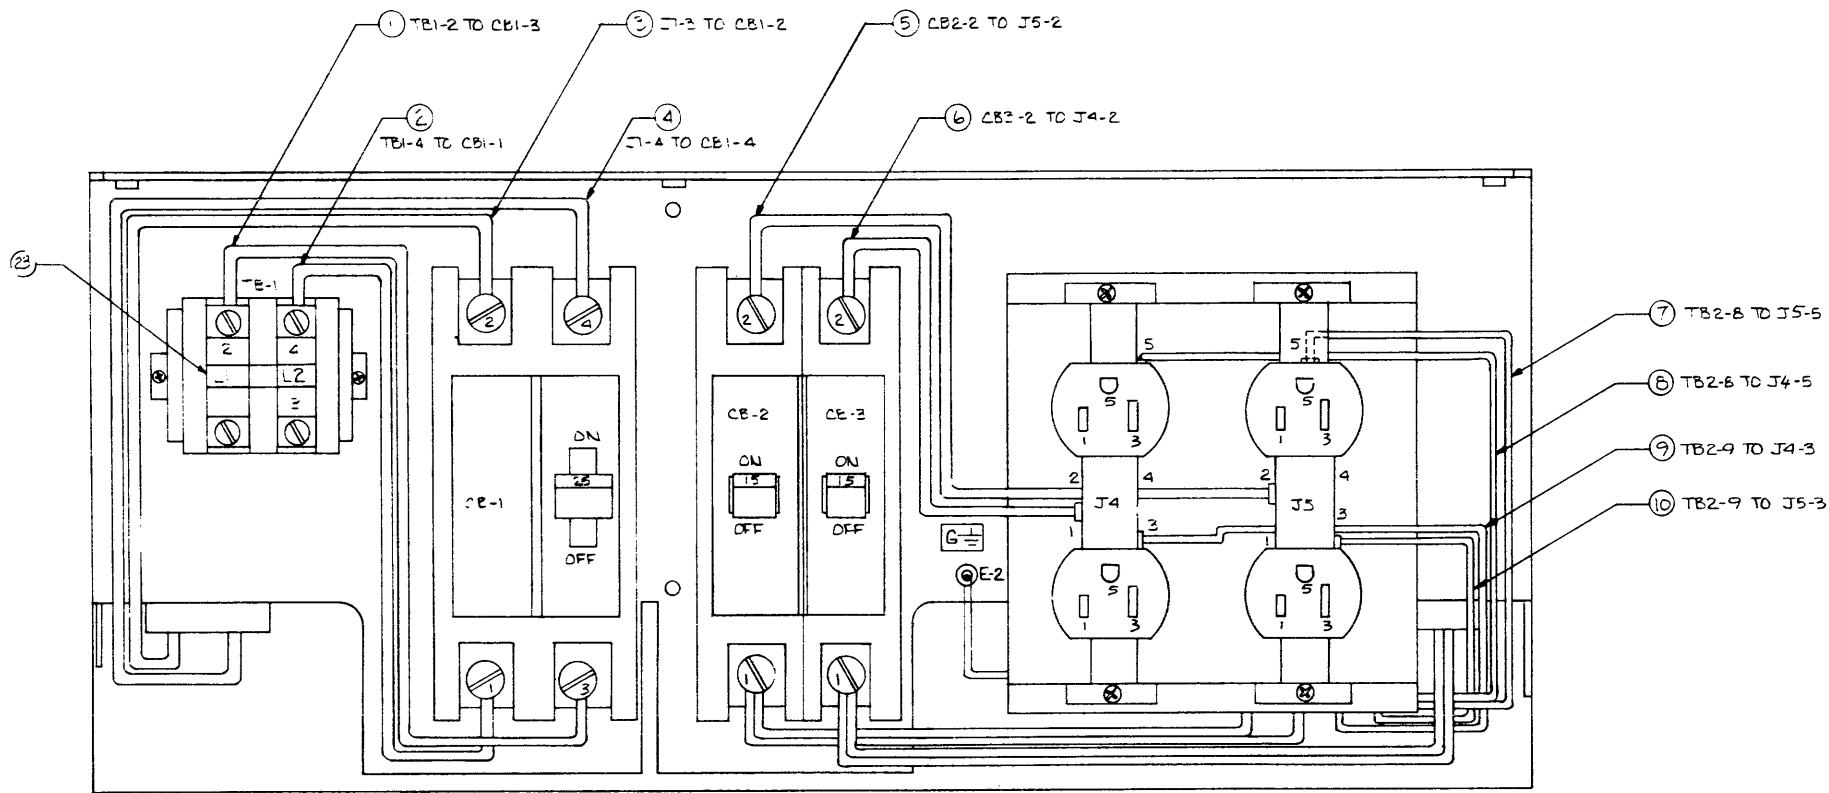 1 TB1-2 TO CB1-3
3 J1-3 TO CB1-2
5 CB2-2 TO J5-2
2
TB1-4 TO CB1-1
4
J1-4 TO CB1-4
6 CB3-2 TO J4-2
23
TB-1
2 4
L1 L2
3
2 4
2 2
7 TB2-8 TO J5-5
8 TB2-8 TO J4-5
9 TB2-9 TO J4-3
10 TB2-9 TO J5-3
CB-1
ON
25
OFF
CB-2
ON
15
OFF
CB-3
ON
15
OFF
5 5
5 5
1 3 1 3
2 4 2 4
J4 J5
1 3 1 3
5 5
1 3 1 3
G
E-2
1 3
1 1